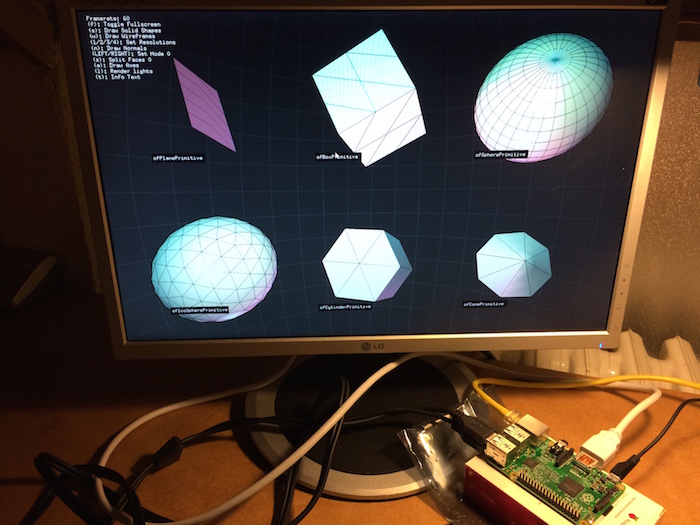 Framerate: 60
(f): Toggle Fullscreen
(s): Draw Solid Shapes
(w): Draw Wireframes
(1/2/3/4): Set Resolutions
(n): Draw Normals
(LEFT/RIGHT): Set Mode 0
(z): Split Faces 0
(a): Draw Axes
(l): Render lights
(t): Info Text
ofPlanePrimitive
ofBoxPrimitive
ofSpherePrimitive
ofIcoSpherePrimitive
ofCylinderPrimitive
ofConePrimitive
LG